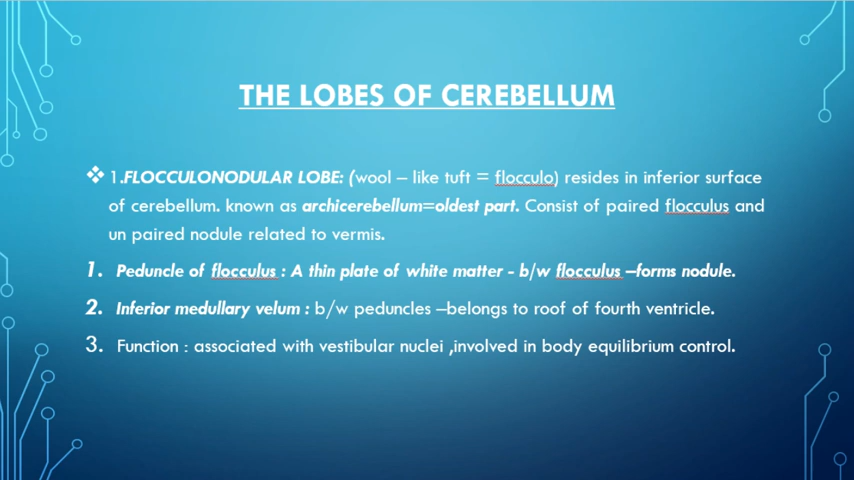 THE LOBES OF CEREBELLUM
❖ 1.FLOCCULONODULAR LOBE: (wool – like tuft = flocculo) resides in inferior surface
of cerebellum. known as archicerebellum=oldest part. Consist of paired flocculus and
un paired nodule related to vermis.
1. Peduncle of flocculus : A thin plate of white matter - b/w flocculus –forms nodule.
2. Inferior medullary velum : b/w peduncles –belongs to roof of fourth ventricle.
3. Function : associated with vestibular nuclei ,involved in body equilibrium control.